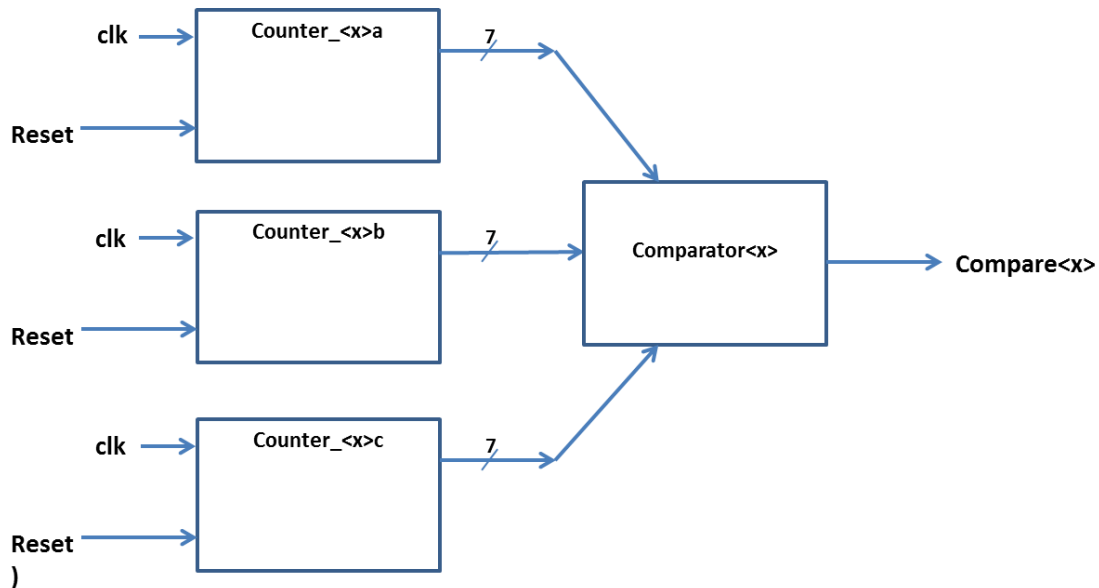 clk
Counter_<x>a
7
Reset
clk
Counter_<x>b
7
Comparator<x>
Compare<x>
Reset
clk
Counter_<x>c
7
Reset
)